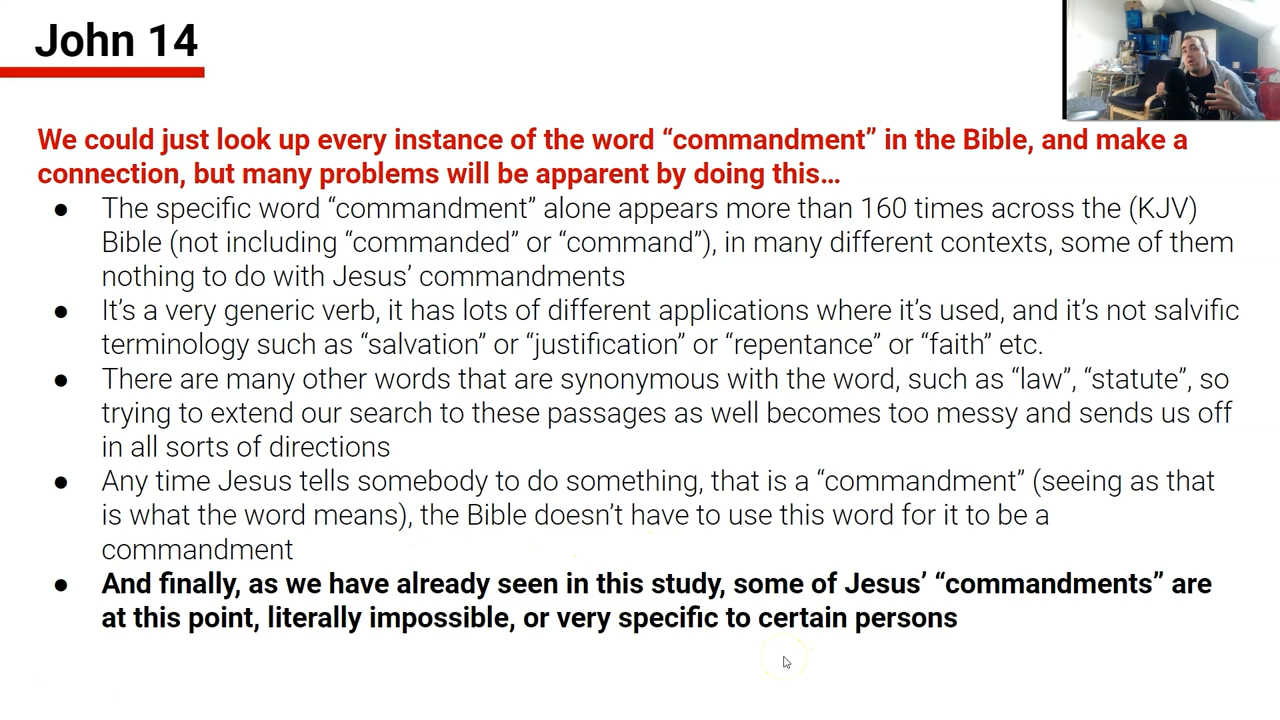 John 14
We could just look up every instance of the word “commandment” in the Bible, and make a
connection, but many problems will be apparent by doing this…
● The specific word “commandment” alone appears more than 160 times across the (KJV)
Bible (not including “commanded” or “command”), in many different contexts, some of them
nothing to do with Jesus’ commandments
● It’s a very generic verb, it has lots of different applications where it’s used, and it’s not salvific
terminology such as “salvation” or “justification” or “repentance” or “faith” etc.
● There are many other words that are synonymous with the word, such as “law”, “statute”, so
trying to extend our search to these passages as well becomes too messy and sends us off
in all sorts of directions
● Any time Jesus tells somebody to do something, that is a “commandment” (seeing as that
is what the word means), the Bible doesn’t have to use this word for it to be a
commandment
● And finally, as we have already seen in this study, some of Jesus’ “commandments” are
at this point, literally impossible, or very specific to certain persons